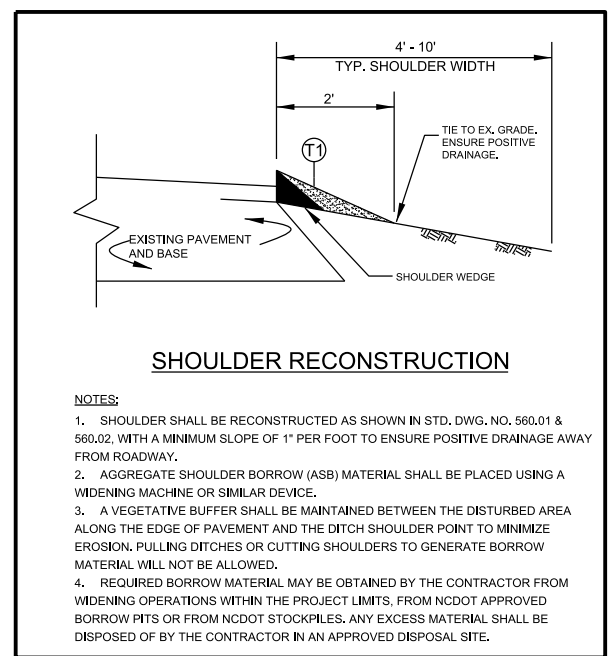 4' - 10'
TYP. SHOULDER WIDTH
2'
T1
TIE TO EX. GRADE.
ENSURE POSITIVE
DRAINAGE.
EXISTING PAVEMENT
AND BASE
SHOULDER WEDGE
SHOULDER RECONSTRUCTION
NOTES:
1. SHOULDER SHALL BE RECONSTRUCTED AS SHOWN IN STD. DWG. NO. 560.01 &
560.02, WITH A MINIMUM SLOPE OF 1" PER FOOT TO ENSURE POSITIVE DRAINAGE AWAY
FROM ROADWAY.
2. AGGREGATE SHOULDER BORROW (ASB) MATERIAL SHALL BE PLACED USING A
WIDENING MACHINE OR SIMILAR DEVICE.
3. A VEGETATIVE BUFFER SHALL BE MAINTAINED BETWEEN THE DISTURBED AREA
ALONG THE EDGE OF PAVEMENT AND THE DITCH SHOULDER POINT TO MINIMIZE
EROSION. PULLING DITCHES OR CUTTING SHOULDERS TO GENERATE BORROW
MATERIAL WILL NOT BE ALLOWED.
4. REQUIRED BORROW MATERIAL MAY BE OBTAINED BY THE CONTRACTOR FROM
WIDENING OPERATIONS WITHIN THE PROJECT LIMITS, FROM NCDOT APPROVED
BORROW PITS OR FROM NCDOT STOCKPILES. ANY EXCESS MATERIAL SHALL BE
DISPOSED OF BY THE CONTRACTOR IN AN APPROVED DISPOSAL SITE.